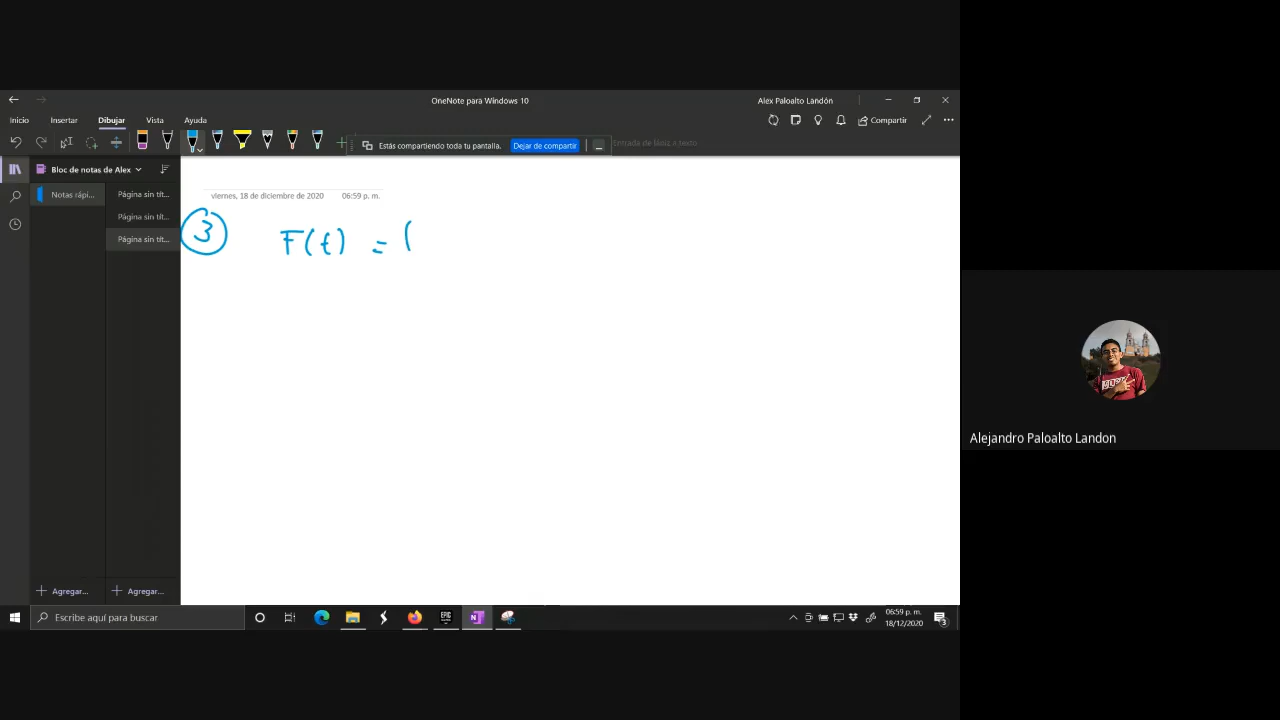 OneNote para Windows 10
Alex Paloalto Landón
Inicio
Insertar
Dibujar
Vista
Ayuda
Compartir
Estás compartiendo toda tu pantalla.
Dejar de compartir
Bloc de notas de Alex
Notas rápi...
Página sin tít...
Página sin tít...
Página sin tít...
viernes, 18 de diciembre de 2020 06:59 p. m.
3 F(t) = (
Alejandro Paloalto Landon
Agregar...
Agregar...
Escribe aquí para buscar
EPIC
06:59 p. m.
18/12/2020
3